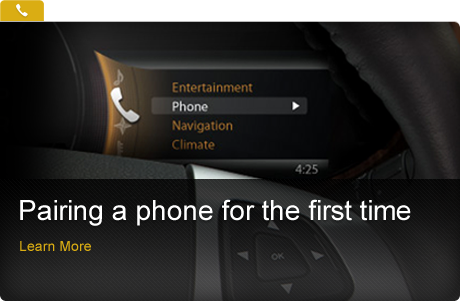 Entertainment
Phone
Navigation
Climate
4:25
Pairing a phone for the first time
Learn More
OK